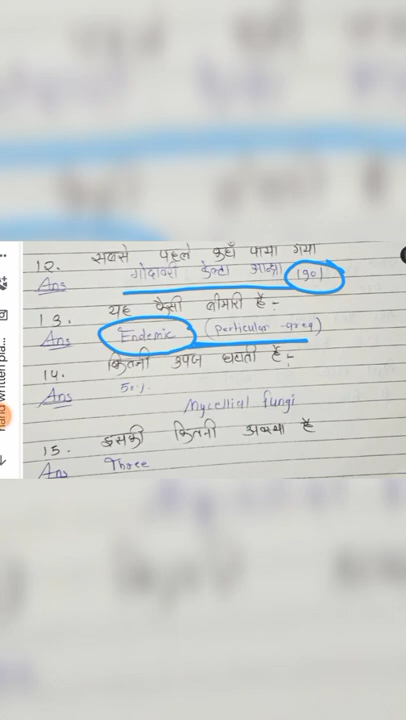 12. सबसे पहले कहाँ पाया गया
Ans गोदावरी डेल्टा आन्ध्रा 1901
13. यह कैसी बीमारी है -
Ans Endemic (particular area)
14. कितनी उपज घटती है :-
Ans 50%
Mycelial fungi
15. इसकी कितनी अवस्था है
Ans Three